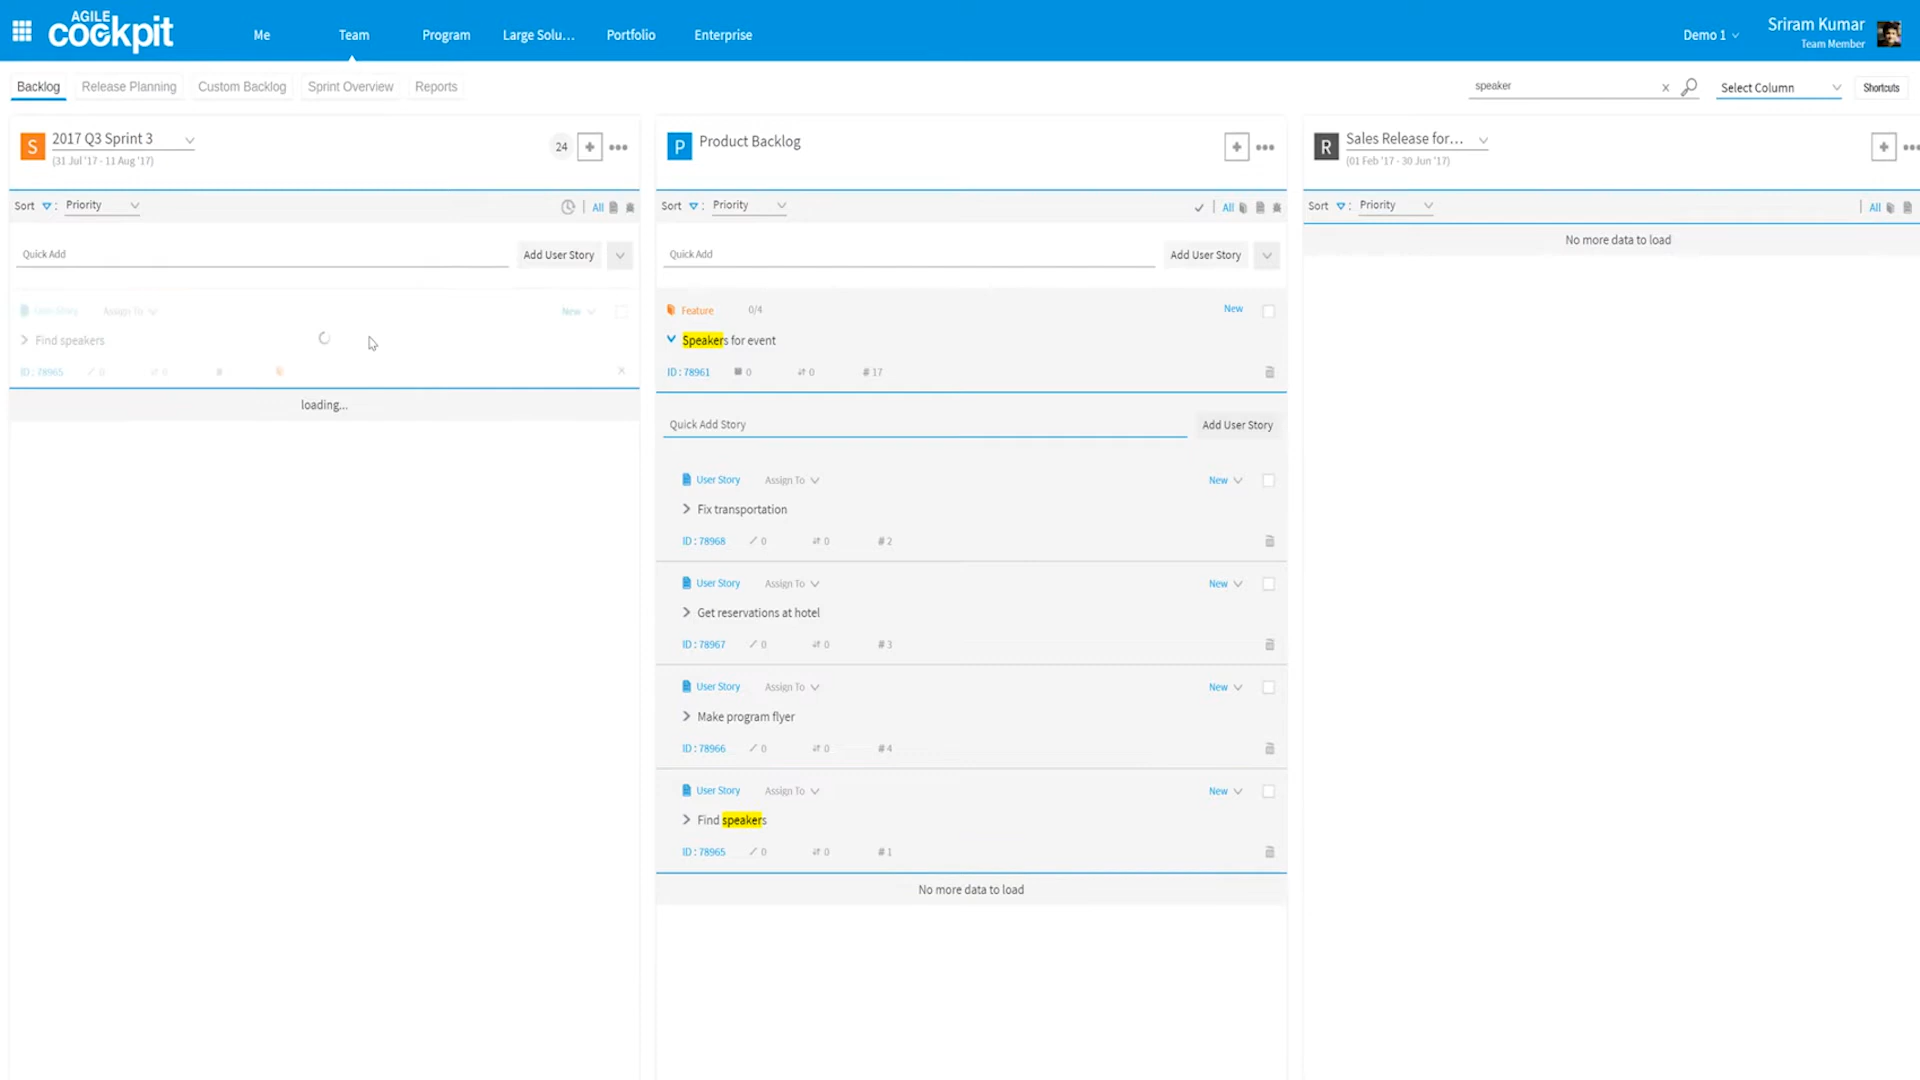 AGILE
cockpit
Me
Team
Program
Large Solu...
Portfolio
Enterprise
Demo 1
Sriram Kumar
Team Member
Backlog
Release Planning
Custom Backlog
Sprint Overview
Reports
speaker
Select Column
Shortcuts
S
2017 Q3 Sprint 3
(31 Jul '17 - 11 Aug '17)
24
Sort : Priority
All
Quick Add
Add User Story
User Story
Assign To
New
Find speakers
ID : 78965
0
0
#
loading...
P
Product Backlog
Sort : Priority
All
Quick Add
Add User Story
Feature
0/4
New
Speakers for event
ID : 78961
0
0
# 17
Quick Add Story
Add User Story
User Story
Assign To
New
Fix transportation
ID : 78968
0
0
# 2
User Story
Assign To
New
Get reservations at hotel
ID : 78967
0
0
# 3
User Story
Assign To
New
Make program flyer
ID : 78966
0
0
# 4
User Story
Assign To
New
Find speakers
ID : 78965
0
0
# 1
No more data to load
R
Sales Release for...
(01 Feb '17 - 30 Jun '17)
Sort : Priority
All
No more data to load